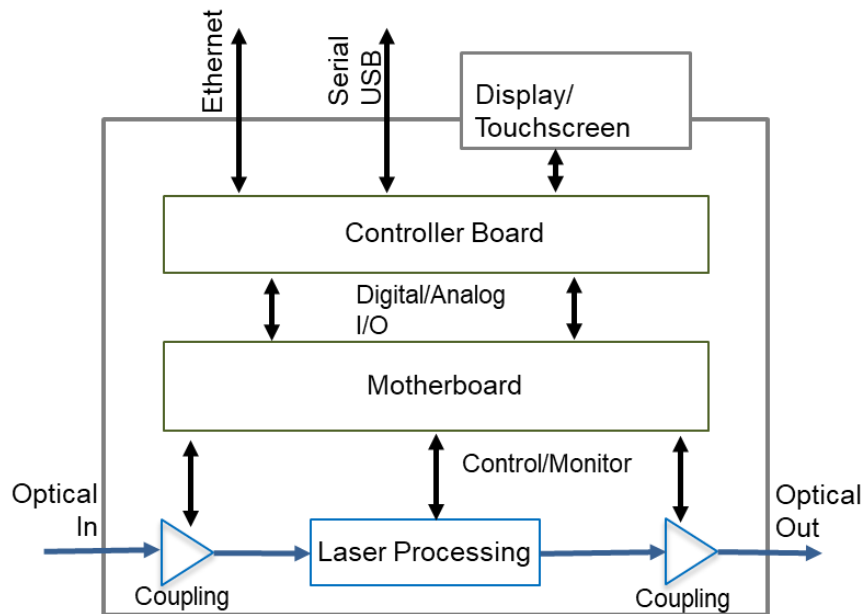 Ethernet
Serial
USB
Display/
Touchscreen
Controller Board
Digital/Analog
I/O
Motherboard
Control/Monitor
Optical
In
Optical
Out
Laser Processing
Coupling
Coupling